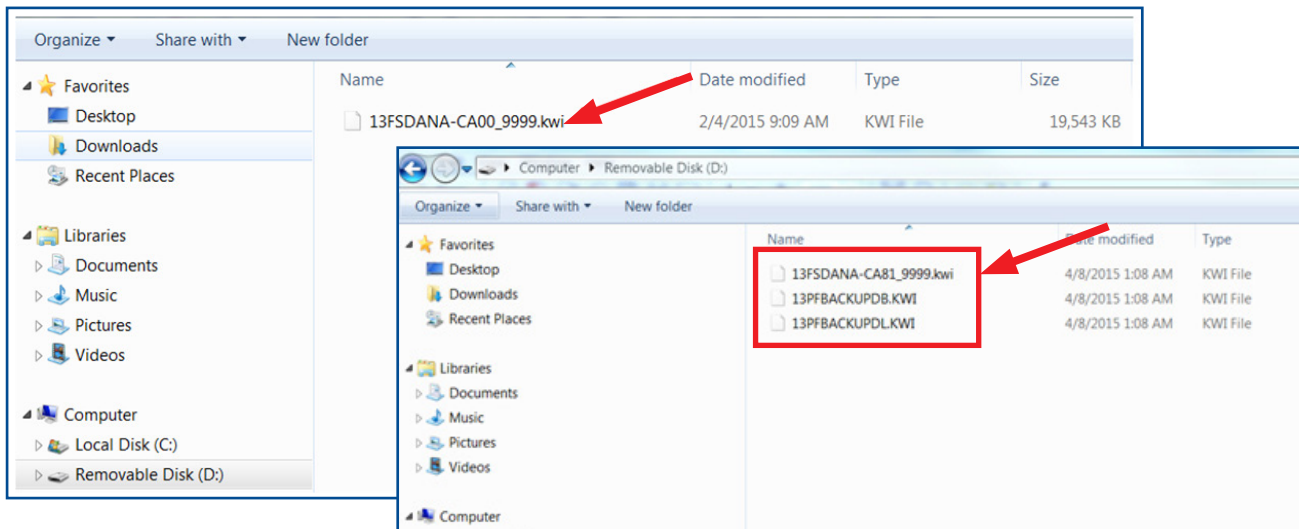 Organize Share with New folder
Name Date modified Type Size
Favorites
Desktop
Downloads
Recent Places
Libraries
Documents
Music
Pictures
Videos
Computer
Local Disk (C:)
Removable Disk (D:)
13FSDANA-CA00_9999.kwi 2/4/2015 9:09 AM KWI File 19,543 KB
Computer Removable Disk (D:)
Organize Share with New folder
Favorites
Desktop
Downloads
Recent Places
Libraries
Documents
Music
Pictures
Videos
Computer
Name Date modified Type
13FSDANA-CA81_9999.kwi 4/8/2015 1:08 AM KWI File
13PFBACKUPDB.KWI 4/8/2015 1:08 AM KWI File
13PFBACKUPDL.KWI 4/8/2015 1:08 AM KWI File